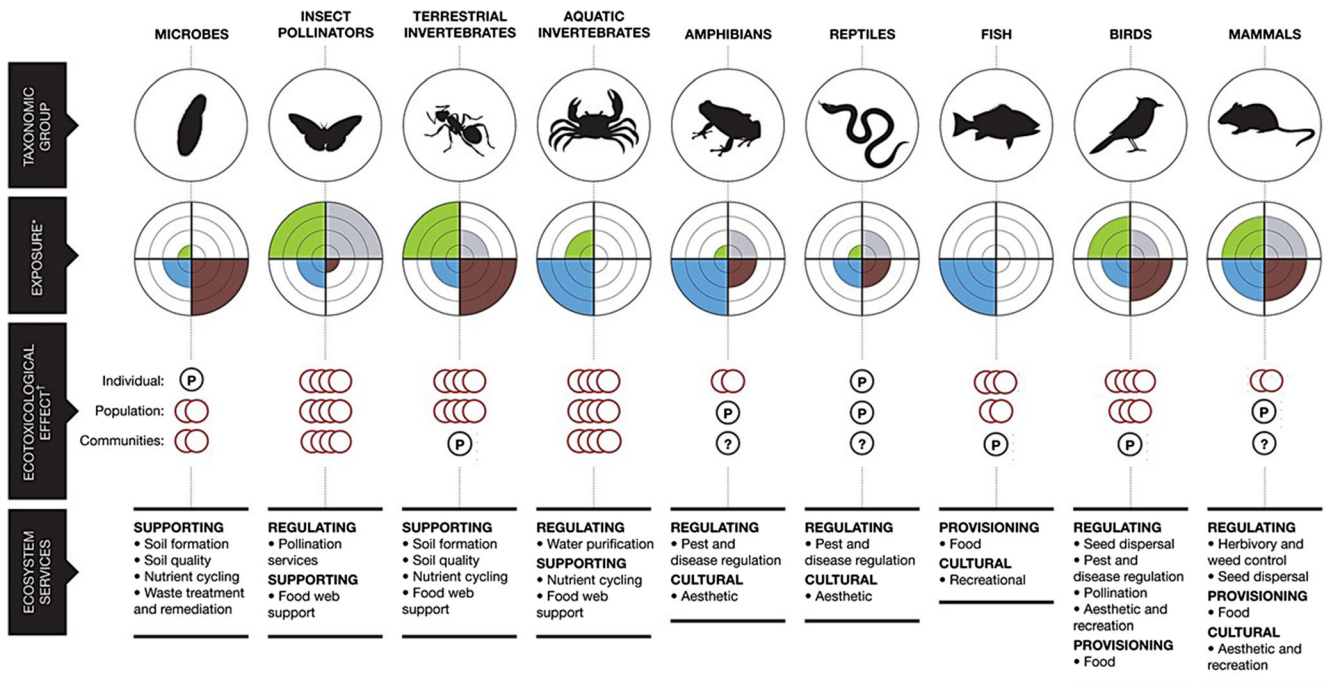 MICROBES
INSECT
POLLINATORS
TERRESTRIAL
INVERTEBRATES
AQUATIC
INVERTEBRATES
AMPHIBIANS
REPTILES
FISH
BIRDS
MAMMALS
TAXONOMIC
GROUP
EXPOSURE*
ECOTOXICOLOGICAL
EFFECT†
Individual:
P
P
Population:
P
P
P
Communities:
P
?
?
P
P
?
ECOSYSTEM
SERVICES
SUPPORTING
• Soil formation
• Soil quality
• Nutrient cycling
• Waste treatment
and remediation
REGULATING
• Pollination
services
SUPPORTING
• Food web
support
SUPPORTING
• Soil formation
• Soil quality
• Nutrient cycling
• Food web
support
REGULATING
• Water purification
SUPPORTING
• Nutrient cycling
• Food web
support
REGULATING
• Pest and
disease regulation
CULTURAL
• Aesthetic
REGULATING
• Pest and
disease regulation
CULTURAL
• Aesthetic
PROVISIONING
• Food
CULTURAL
• Recreational
REGULATING
• Seed dispersal
• Pest and
disease regulation
• Pollination
• Aesthetic and
recreation
PROVISIONING
• Food
REGULATING
• Herbivory and
weed control
• Seed dispersal
PROVISIONING
• Food
CULTURAL
• Aesthetic and
recreation